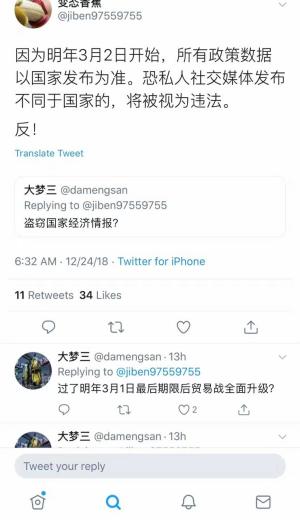 变态香蕉
@jiben97559755
因为明年3月2日开始，所有政策数据
以国家发布为准。恐私人社交媒体发布
不同于国家的，将被视为违法。
反！
Translate Tweet
大梦三 @damengsan
Replying to @jiben97559755
盗窃国家经济情报?
6:32 AM · 12/24/18 · Twitter for iPhone
11 Retweets 34 Likes
大梦三 @damengsan · 13h
Replying to @jiben97559755
过了明年3月1日最后期限后贸易战全面升级?
2
大梦三 @damengsan · 13h
Tweet your reply